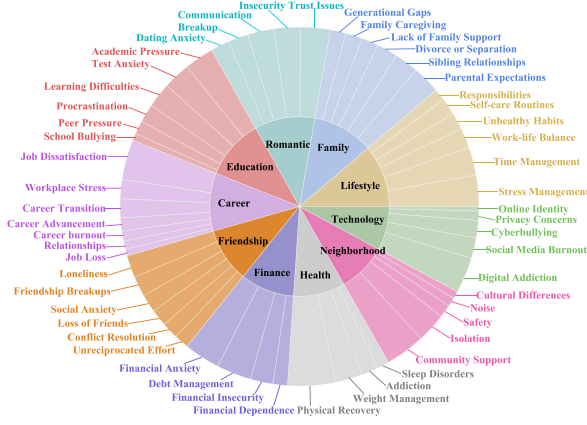 Insecurity Trust Issues
Communication
Breakup
Dating Anxiety
Academic Pressure
Test Anxiety
Learning Difficulties
Procrastination
Peer Pressure
School Bullying
Job Dissatisfaction
Workplace Stress
Career Transition
Career Advancement
Career burnout
Relationships
Job Loss
Loneliness
Friendship Breakups
Social Anxiety
Loss of Friends
Conflict Resolution
Unreciprocated Effort
Financial Anxiety
Debt Management
Financial Insecurity
Financial Dependence
Generational Gaps
Family Caregiving
Lack of Family Support
Divorce or Separation
Sibling Relationships
Parental Expectations
Responsibilities
Self-care Routines
Unhealthy Habits
Work-life Balance
Time Management
Stress Management
Online Identity
Privacy Concerns
Cyberbullying
Social Media Burnout
Digital Addiction
Cultural Differences
Noise
Safety
Isolation
Community Support
Sleep Disorders
Addiction
Weight Management
Physical Recovery
Romantic
Family
Education
Lifestyle
Career
Technology
Friendship
Neighborhood
Finance
Health